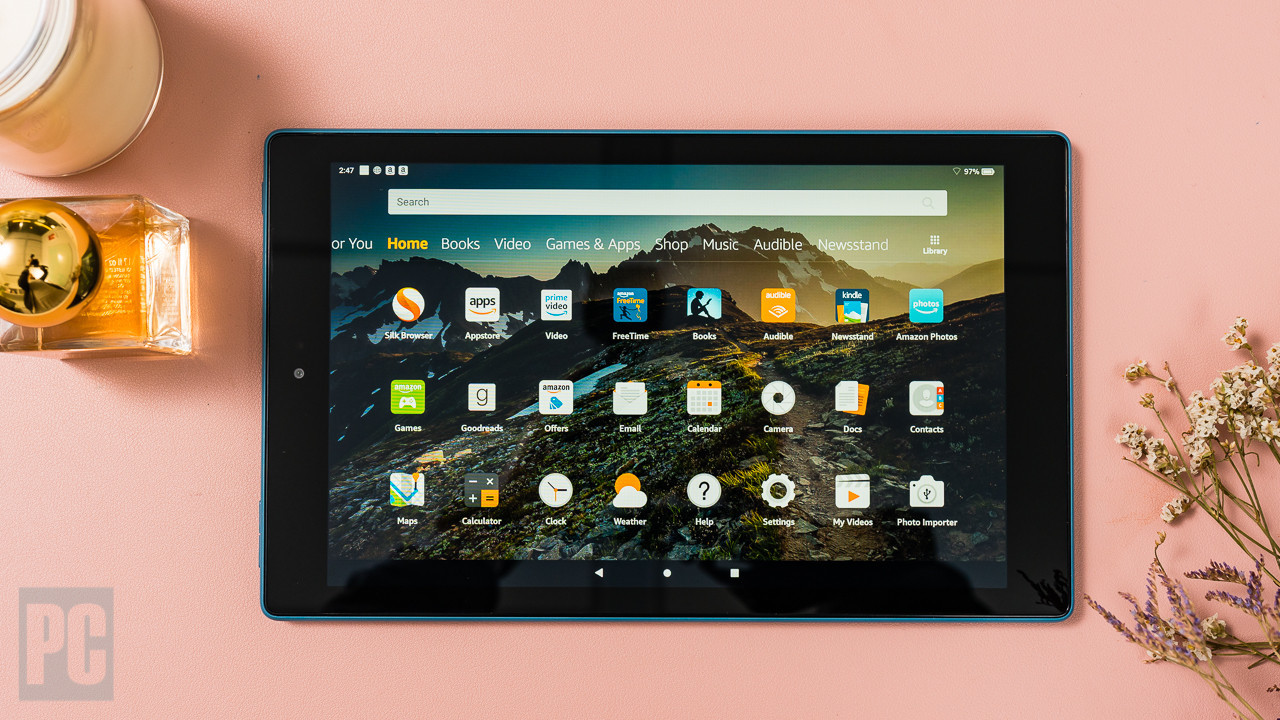 2:47 97%
Search
or You Home Books Video Games & Apps Shop Music Audible Newsstand
Library
apps prime video amazon FreeTime audible kindle photos
Silk Browser Appstore Video FreeTime Books Audible Newsstand Amazon Photos
amazon g amazon
Games Goodreads Offers Email Calendar Camera Docs Contacts
Maps Calculator Clock Weather Help Settings My Videos Photo Importer
PC